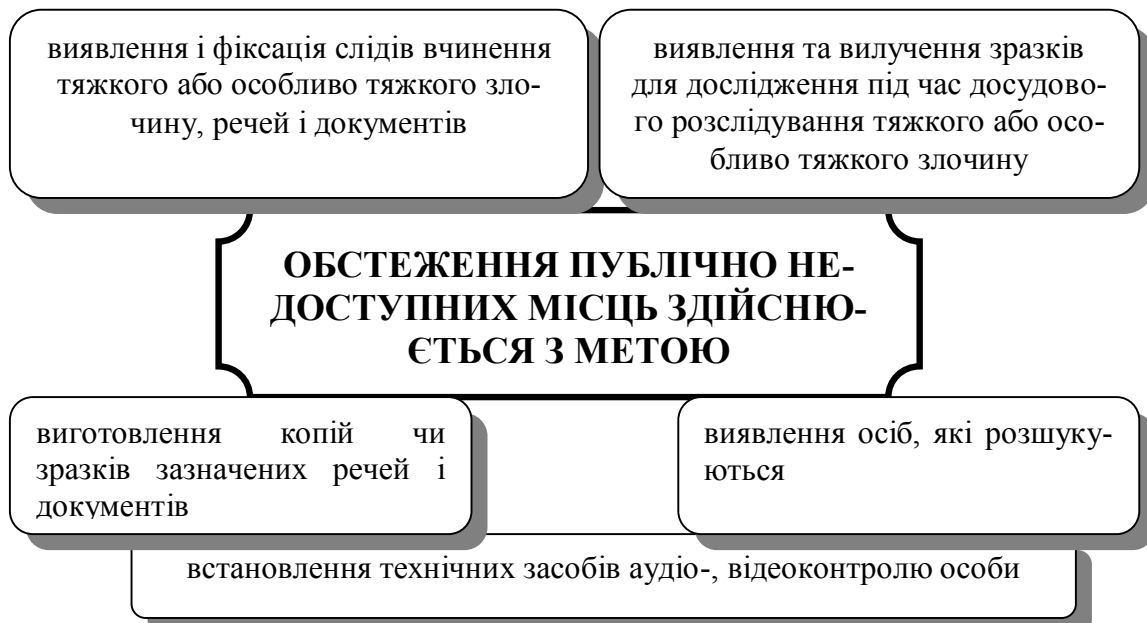 виявлення і фіксація слідів вчинення
тяжкого або особливо тяжкого зло-
чину, речей і документів
виявлення та вилучення зразків
для дослідження під час досудово-
го розслідування тяжкого або осо-
бливо тяжкого злочину
ОБСТЕЖЕННЯ ПУБЛІЧНО НЕ-
ДОСТУПНИХ МІСЦЬ ЗДІЙСНЮ-
ЄТЬСЯ З МЕТОЮ
виготовлення копій чи
зразків зазначених речей і
документів
виявлення осіб, які розшуку-
ються
встановлення технічних засобів аудіо-, відеоконтролю особи